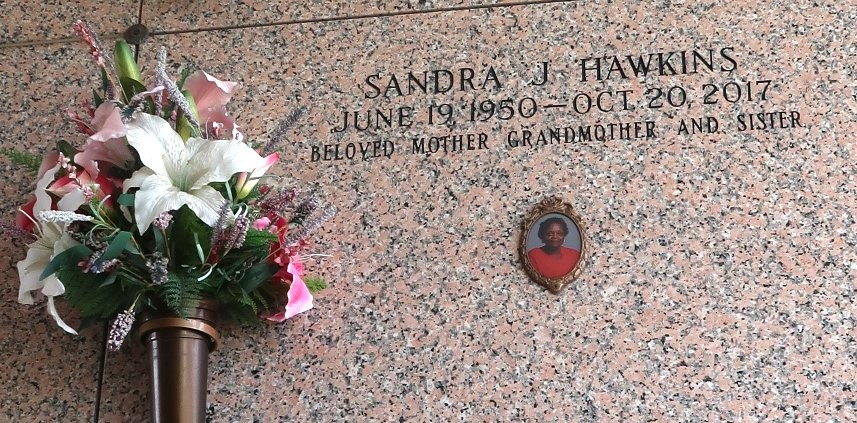 SANDRA J HAWKINS
JUNE 19, 1950—OCT. 20, 2017
BELOVED MOTHER GRANDMOTHER AND SISTER